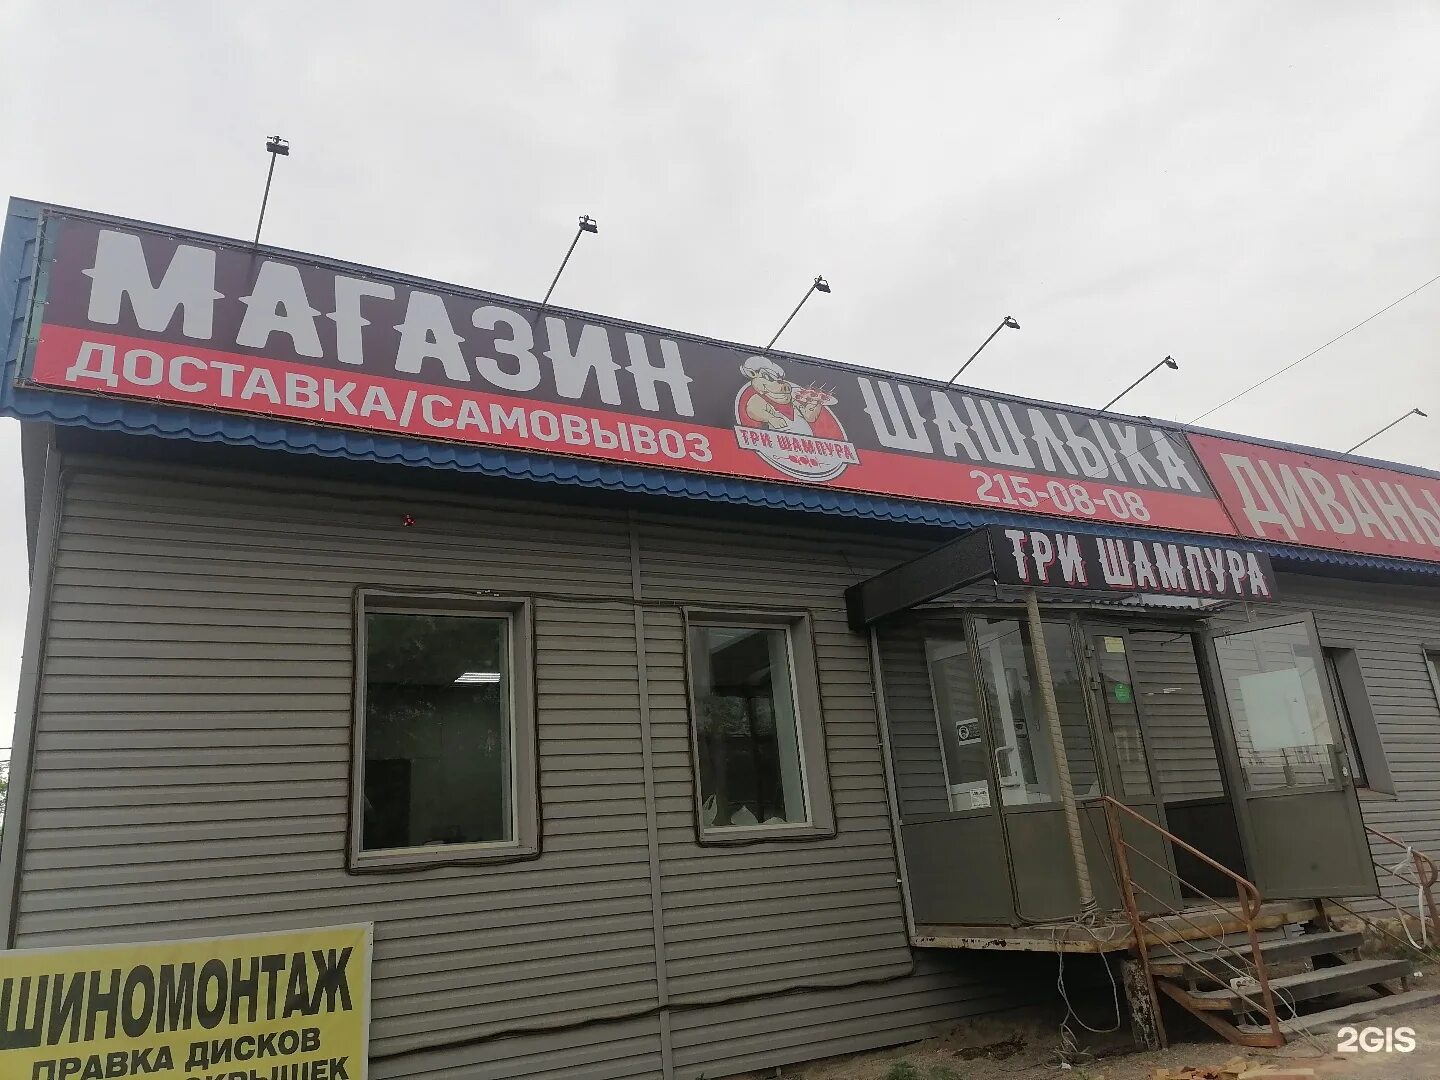 МАГАЗИН
ШАШЛЫКА
ДОСТАВКА/САМОВЫВОЗ
ТРИ ШАМПУРА
215-08-08
ДИВАНЫ
ТРИ ШАМПУРА
ШИНОМОНТАЖ
ПРАВКА ДИСКОВ
2GIS